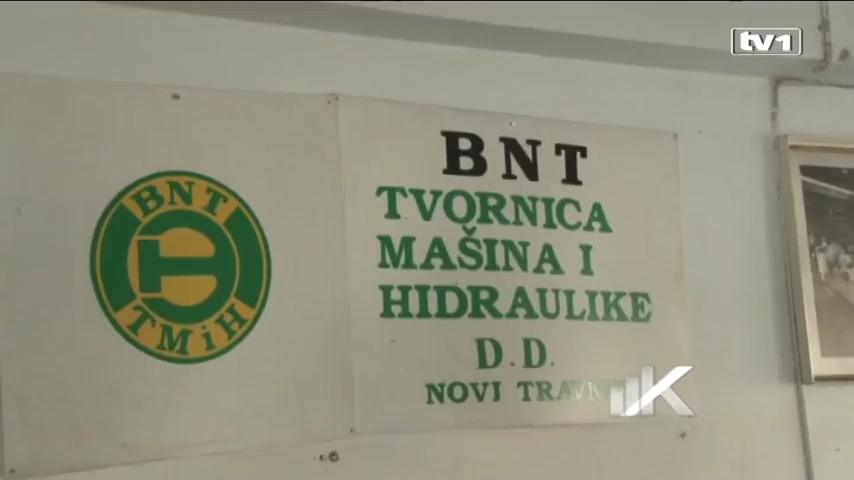 tv1
BNT
TMiH
BNT
TVORNICA
MAŠINA I
HIDRAULIKE
D.D.
NOVI
K